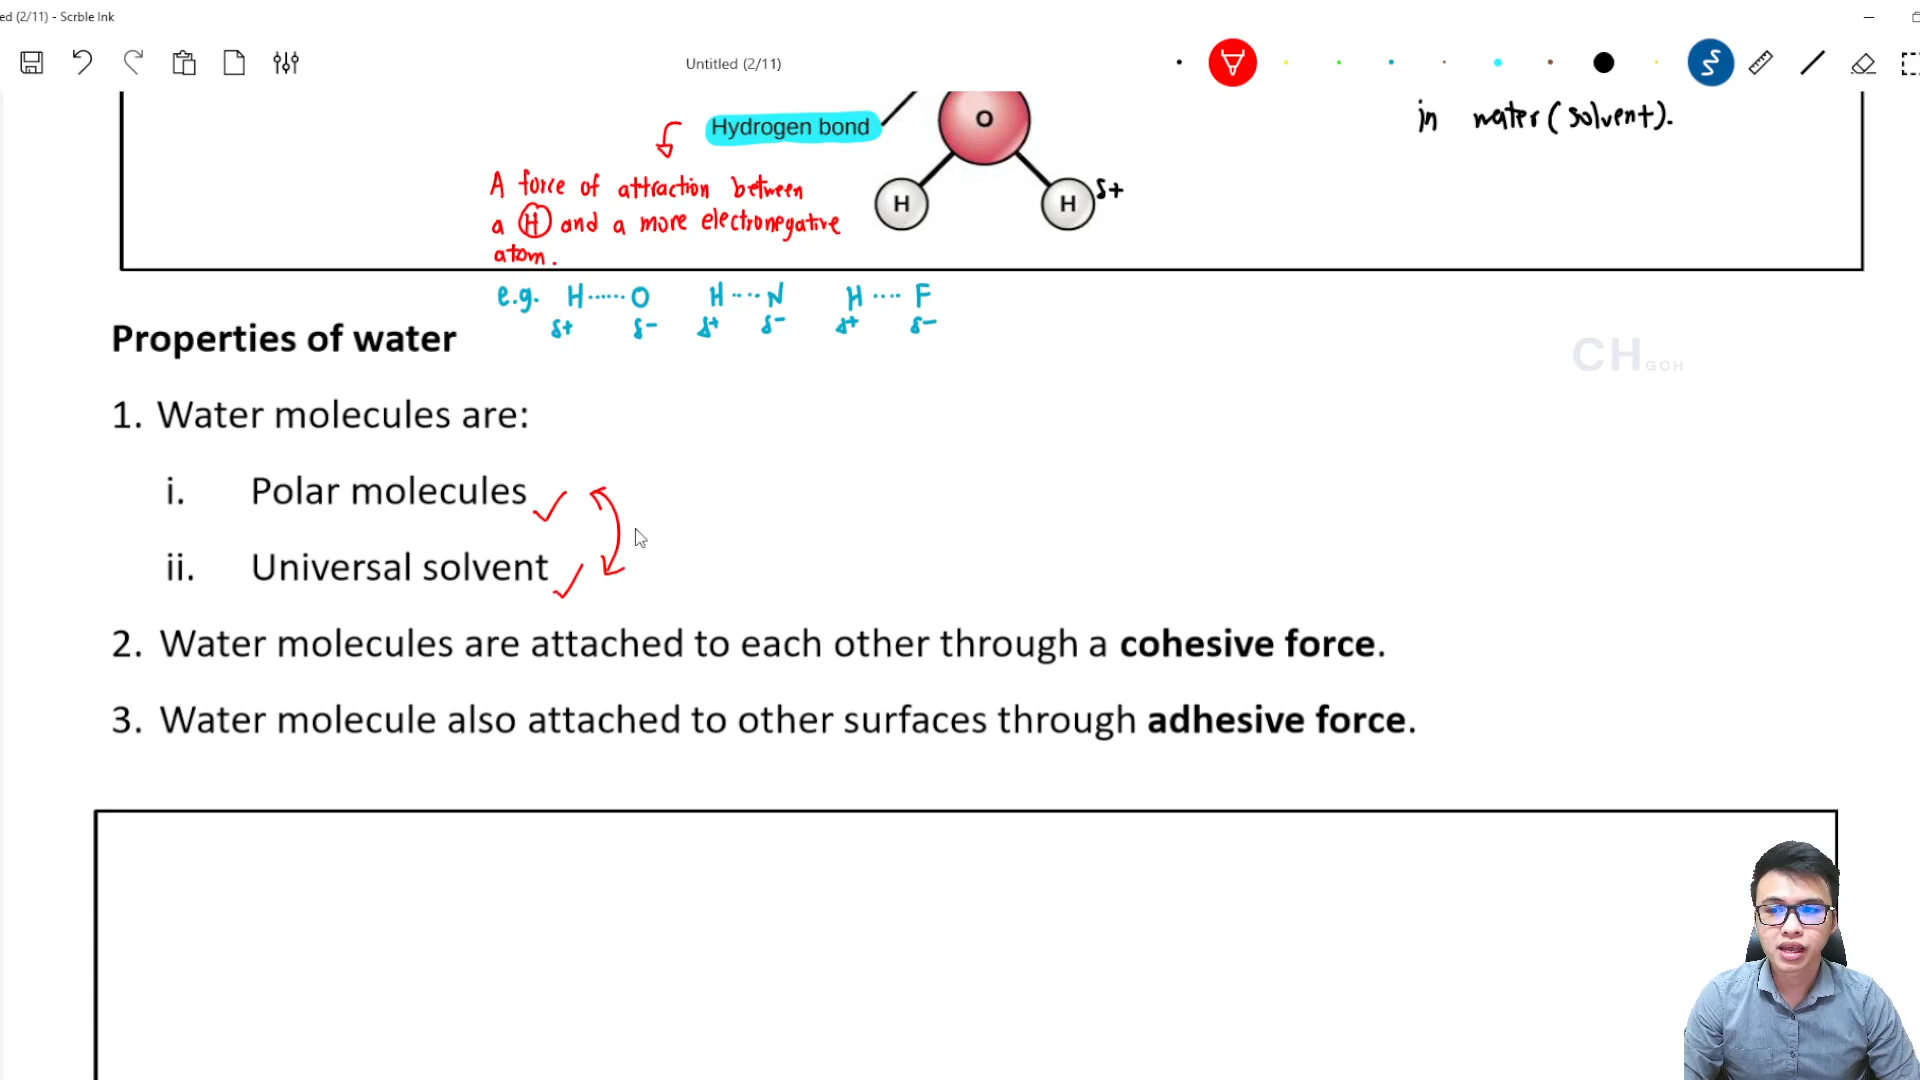 ed (2/11) - Scrble Ink
Untitled (2/11)
Hydrogen bond
O
H
H
δ+
in water (solvent).
A force of attraction between
a H and a more electronegative
atom.
e.g. H······O H····N H····F
δ+ δ- δ+ δ- δ+ δ-
Properties of water
CH GOH
1. Water molecules are:
i. Polar molecules
ii. Universal solvent
2. Water molecules are attached to each other through a cohesive force.
3. Water molecule also attached to other surfaces through adhesive force.